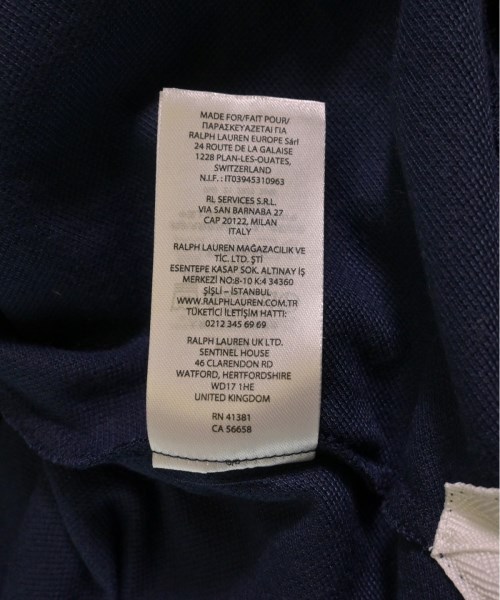 MADE FOR/FAIT POUR/
ΠΑΡΑΣΚΕΥΑΖΕΤΑΙ ΓΙΑ
RALPH LAUREN EUROPE Sàrl
24 ROUTE DE LA GALAISE
1228 PLAN-LES-OUATES,
SWITZERLAND
N.I.F. : IT03945310963
RL SERVICES S.R.L.
VIA SAN BARNABA 27
CAP 20122, MILAN
ITALY
RALPH LAUREN MAĞAZACILIK VE
TİC. LTD. ŞTİ
ESENTEPE KASAP SOK. ALTINAY İŞ
MERKEZİ NO:8-10 K:4 34360
ŞİŞLİ – İSTANBUL
WWW.RALPHLAUREN.COM.TR
TÜKETİCİ İLETİŞİM HATTI:
0212 345 69 69
RALPH LAUREN UK LTD.
SENTINEL HOUSE
46 CLARENDON RD
WATFORD, HERTFORDSHIRE
WD17 1HE
UNITED KINGDOM
RN 41381
CA 56658